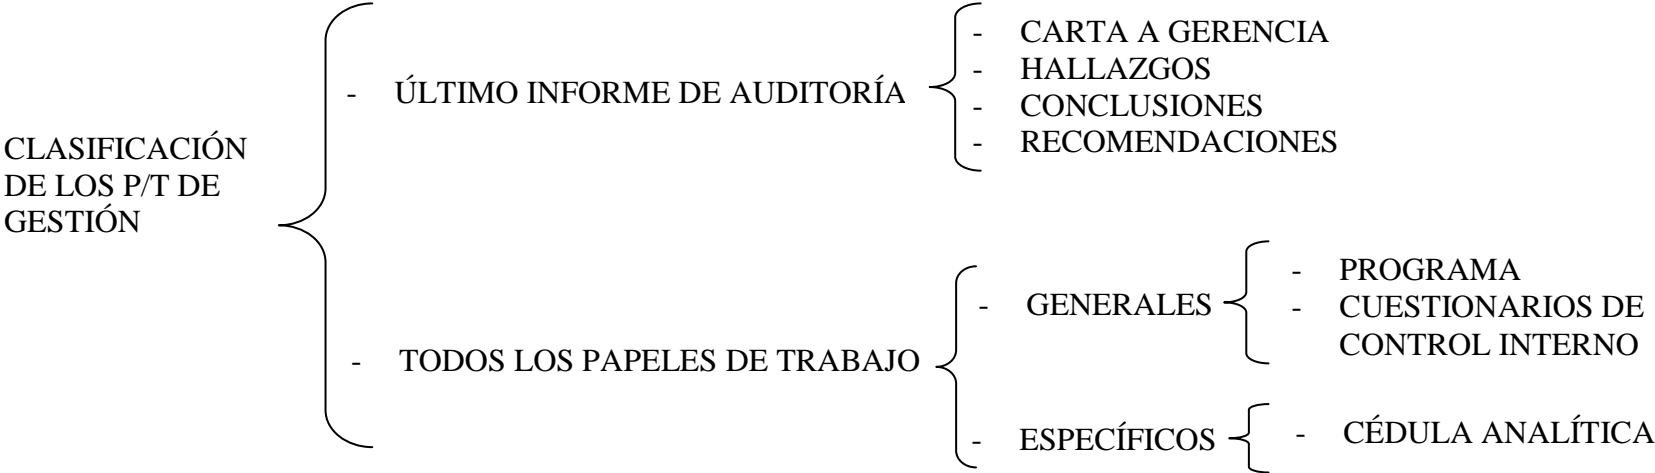 CLASIFICACIÓN
DE LOS P/T DE
GESTIÓN
- ÚLTIMO INFORME DE AUDITORÍA
- CARTA A GERENCIA
- HALLAZGOS
- CONCLUSIONES
- RECOMENDACIONES
- TODOS LOS PAPELES DE TRABAJO
- GENERALES
- PROGRAMA
- CUESTIONARIOS DE
CONTROL INTERNO
- ESPECÍFICOS
- CÉDULA ANALÍTICA